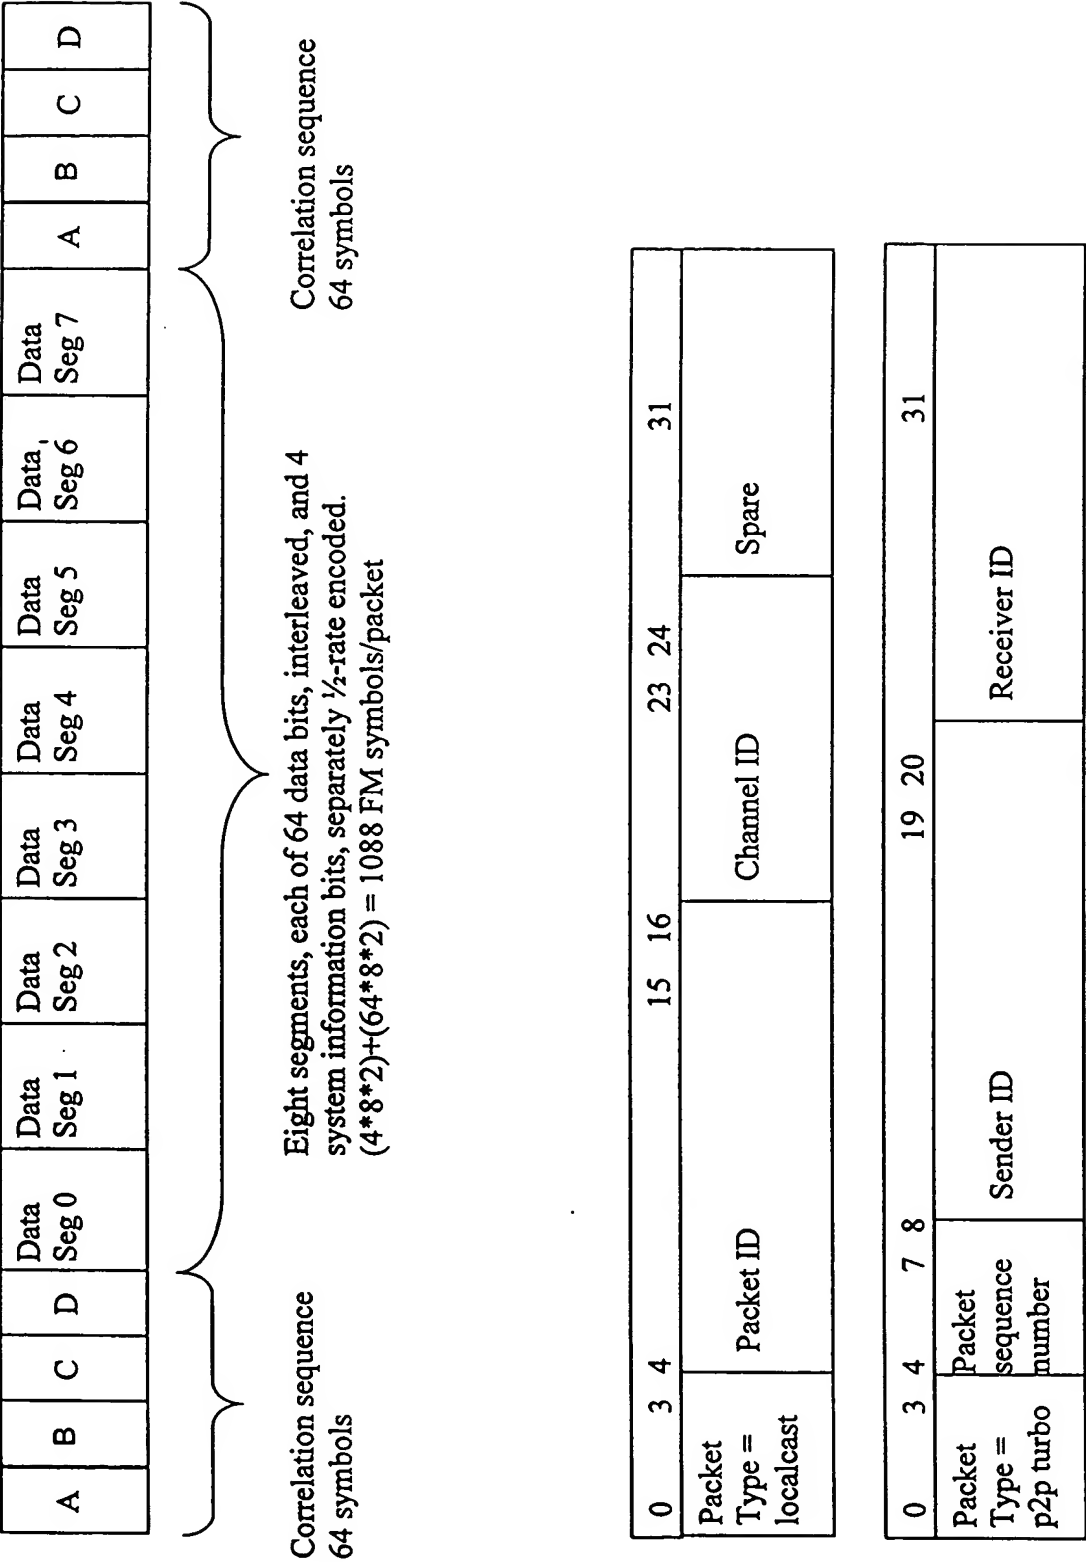 A B C D Data Data Data Data Data Data Data, Data A B C D
Seg 0 Seg 1 Seg 2 Seg 3 Seg 4 Seg 5 Seg 6 Seg 7
Correlation sequence
64 symbols
Eight segments, each of 64 data bits, interleaved, and 4
system information bits, separately ½-rate encoded.
(4*8*2)+(64*8*2) = 1088 FM symbols/packet
Correlation sequence
64 symbols
0 3 4 15 16 23 24 31
Packet
Type =
localcast
Packet ID
Channel ID
Spare
0 3 4 7 8 19 20 31
Packet
Type =
p2p turbo
Packet
sequence
number
Sender ID
Receiver ID